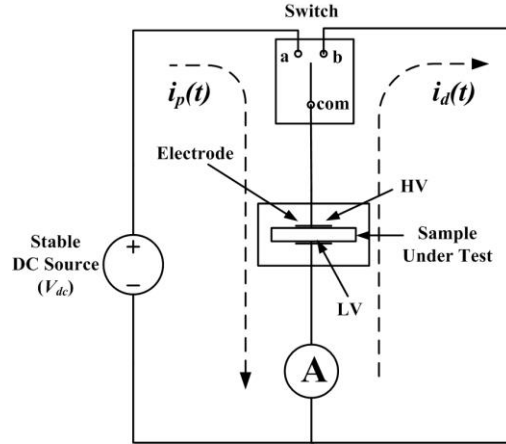 Switch
a
b
com
i_p(t)
i_d(t)
Electrode
HV
Stable
DC Source
(V_dc)
+
−
Sample
Under Test
LV
A